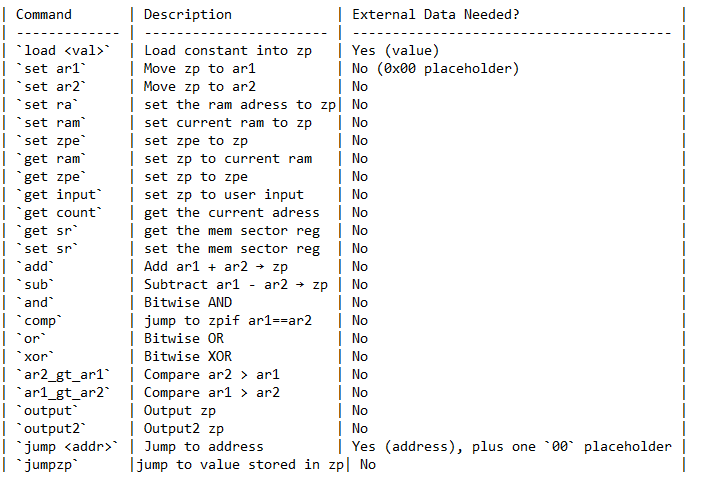 | Command | Description | External Data Needed? |
| ------------- | ----------------------- | ---------------------------------------- |
| `load <val>` | Load constant into zp | Yes (value) |
| `set ar1` | Move zp to ar1 | No (0x00 placeholder) |
| `set ar2` | Move zp to ar2 | No |
| `set ra` | set the ram adress to zp| No |
| `set ram` | set current ram to zp | No |
| `set zpe` | set zpe to zp | No |
| `get ram` | set zp to current ram | No |
| `get zpe` | set zp to zpe | No |
| `get input` | set zp to user input | No |
| `get count` | get the current adress | No |
| `get sr` | get the mem sector reg | No |
| `set sr` | set the mem sector reg | No |
| `add` | Add ar1 + ar2 → zp | No |
| `sub` | Subtract ar1 - ar2 → zp | No |
| `and` | Bitwise AND | No |
| `comp` | jump to zpif ar1==ar2 | No |
| `or` | Bitwise OR | No |
| `xor` | Bitwise XOR | No |
| `ar2_gt_ar1` | Compare ar2 > ar1 | No |
| `ar1_gt_ar2` | Compare ar1 > ar2 | No |
| `output` | Output zp | No |
| `output2` | Output2 zp | No |
| `jump <addr>` | Jump to address | Yes (address), plus one `00` placeholder |
| `jumpzp` |jump to value stored in zp| No |